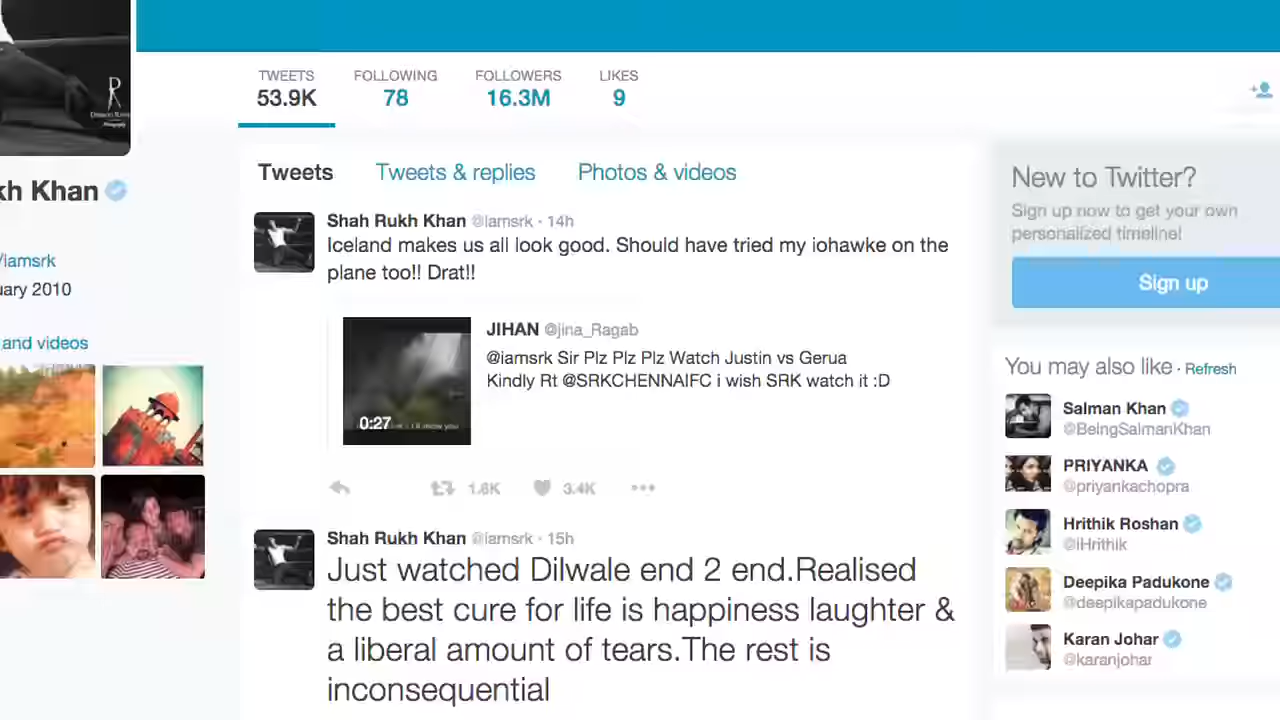 TWEETS FOLLOWING FOLLOWERS LIKES
53.9K 78 16.3M 9
Tweets Tweets & replies Photos & videos
kh Khan
/iamsrk
uary 2010
and videos
Shah Rukh Khan @iamsrk · 14h
Iceland makes us all look good. Should have tried my iohawke on the
plane too!! Drat!!
JIHAN @jina_Ragab
@iamsrk Sir Plz Plz Plz Watch Justin vs Gerua
Kindly Rt @SRKCHENNAIFC i wish SRK watch it :D
0:27
1.6K 3.4K
Shah Rukh Khan @iamsrk · 15h
Just watched Dilwale end 2 end.Realised
the best cure for life is happiness laughter &
a liberal amount of tears.The rest is
inconsequential
New to Twitter?
Sign up now to get your own
personalized timeline!
Sign up
You may also like · Refresh
Salman Khan
@BeingSalmanKhan
PRIYANKA
@priyankachopra
Hrithik Roshan
@iHrithik
Deepika Padukone
@deepikapadukone
Karan Johar
@karanjohar